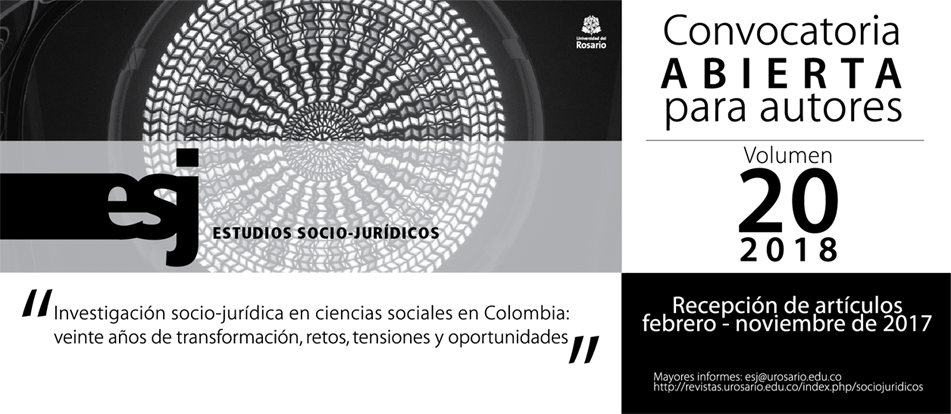 Universidad del
Rosario
esj
ESTUDIOS SOCIO-JURÍDICOS
“Investigación socio-jurídica en ciencias sociales en Colombia:
veinte años de transformación, retos, tensiones y oportunidades”
Convocatoria
ABIERTA
para autores
Volumen
20
2018
Recepción de artículos
febrero - noviembre de 2017
Mayores informes: esj@urosario.edu.co
http://revistas.urosario.edu.co/index.php/sociojuridicos